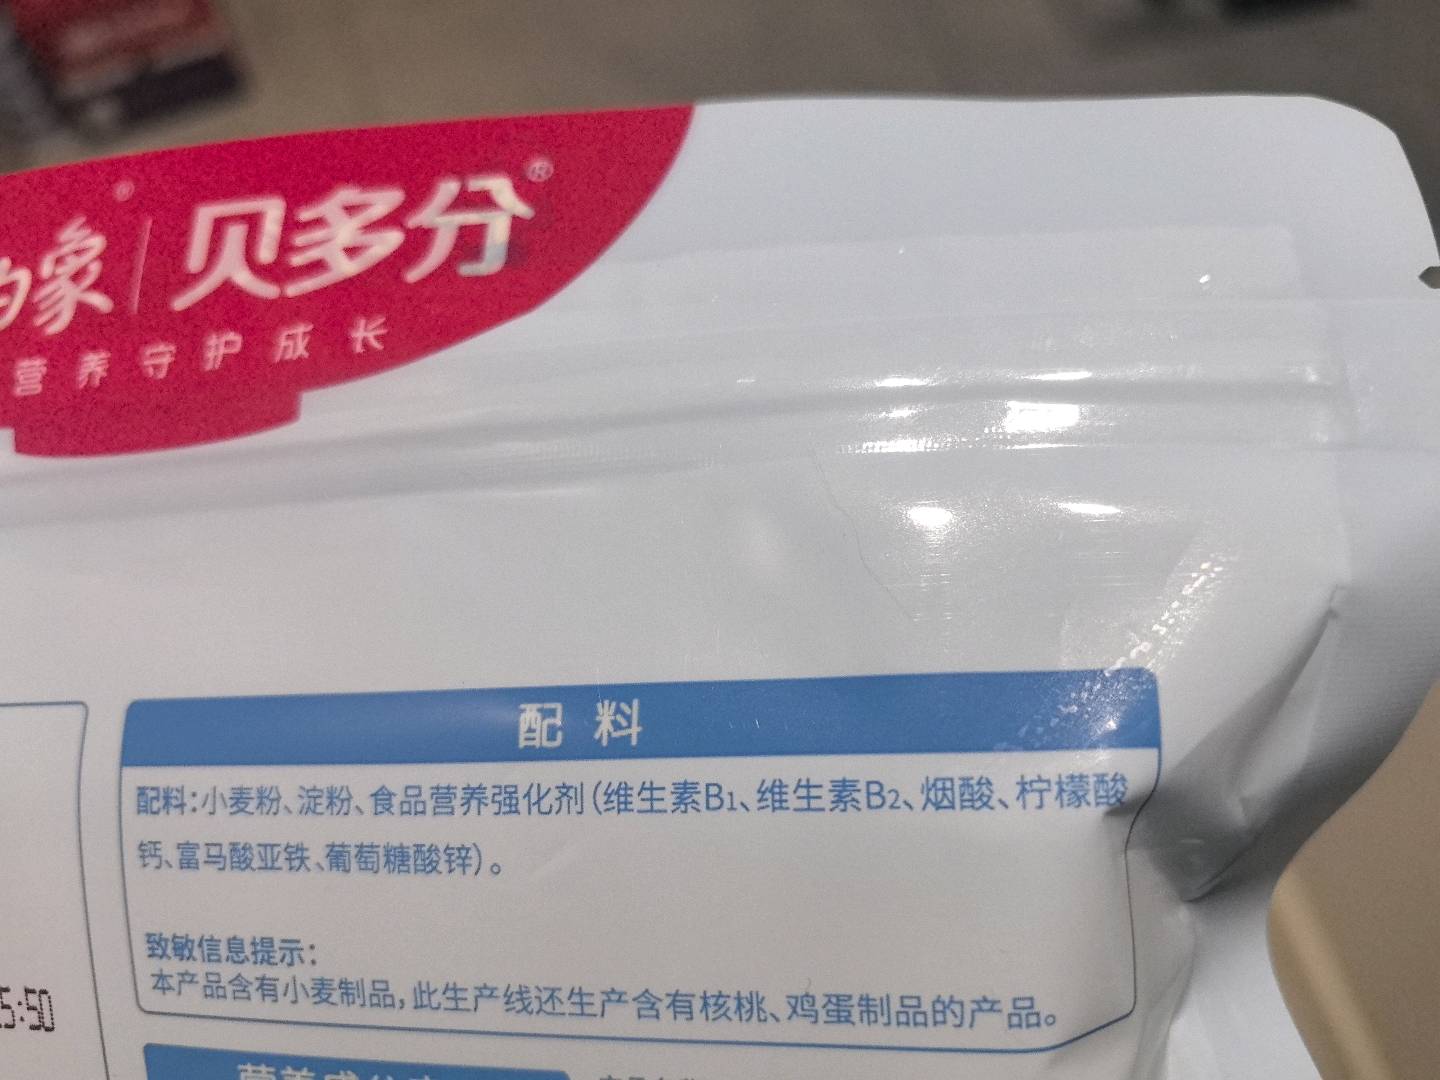 象 | 贝多分®
营养守护成长
配料
配料:小麦粉、淀粉、食品营养强化剂(维生素B1、维生素B2、烟酸、柠檬酸
钙、富马酸亚铁、葡萄糖酸锌)。
致敏信息提示:
本产品含有小麦制品,此生产线还生产含有核桃、鸡蛋制品的产品。
5:50